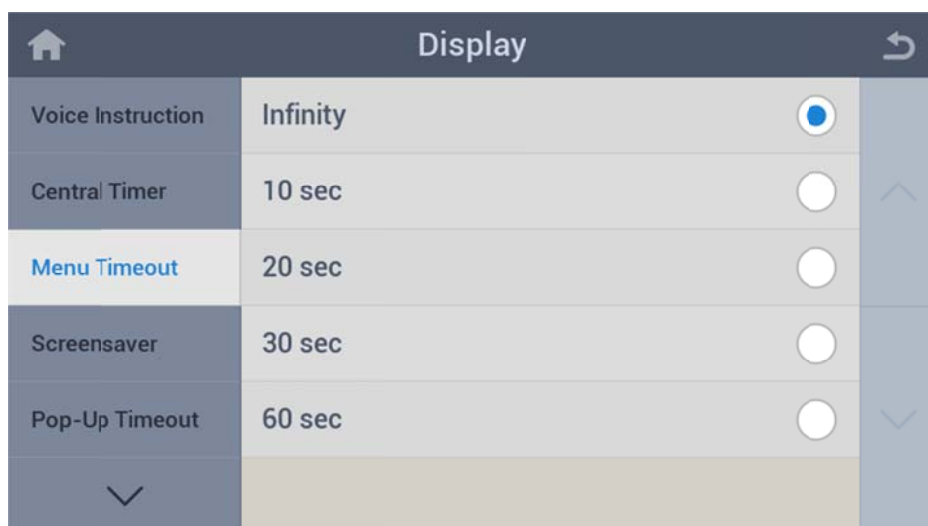 Display
Voice Instruction
Infinity
Central Timer
10 sec
Menu Timeout
20 sec
Screensaver
30 sec
Pop-Up Timeout
60 sec